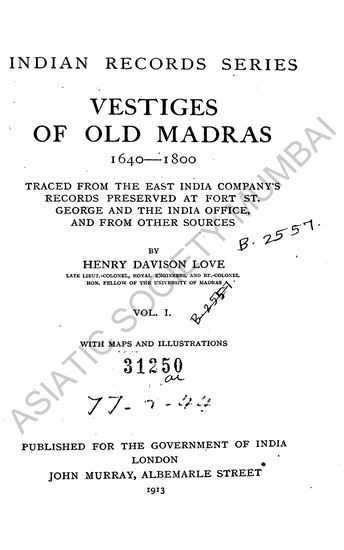 INDIAN RECORDS SERIES
VESTIGES
OF OLD MADRAS
1640—1800
TRACED FROM THE EAST INDIA COMPANY'S
RECORDS PRESERVED AT FORT ST.
GEORGE AND THE INDIA OFFICE,
AND FROM OTHER SOURCES
B. 2557.
BY
HENRY DAVISON LOVE
LATE LIEUT.-COLONEL, ROYAL ENGINEERS, AND BT.-COLONEL
HON. FELLOW OF THE UNIVERSITY OF MADRAS
B-2557
VOL. I.
WITH MAPS AND ILLUSTRATIONS
31250
PUBLISHED FOR THE GOVERNMENT OF INDIA
LONDON
JOHN MURRAY, ALBEMARLE STREET
1913
ASIATIC SOCIETY MUMBAI